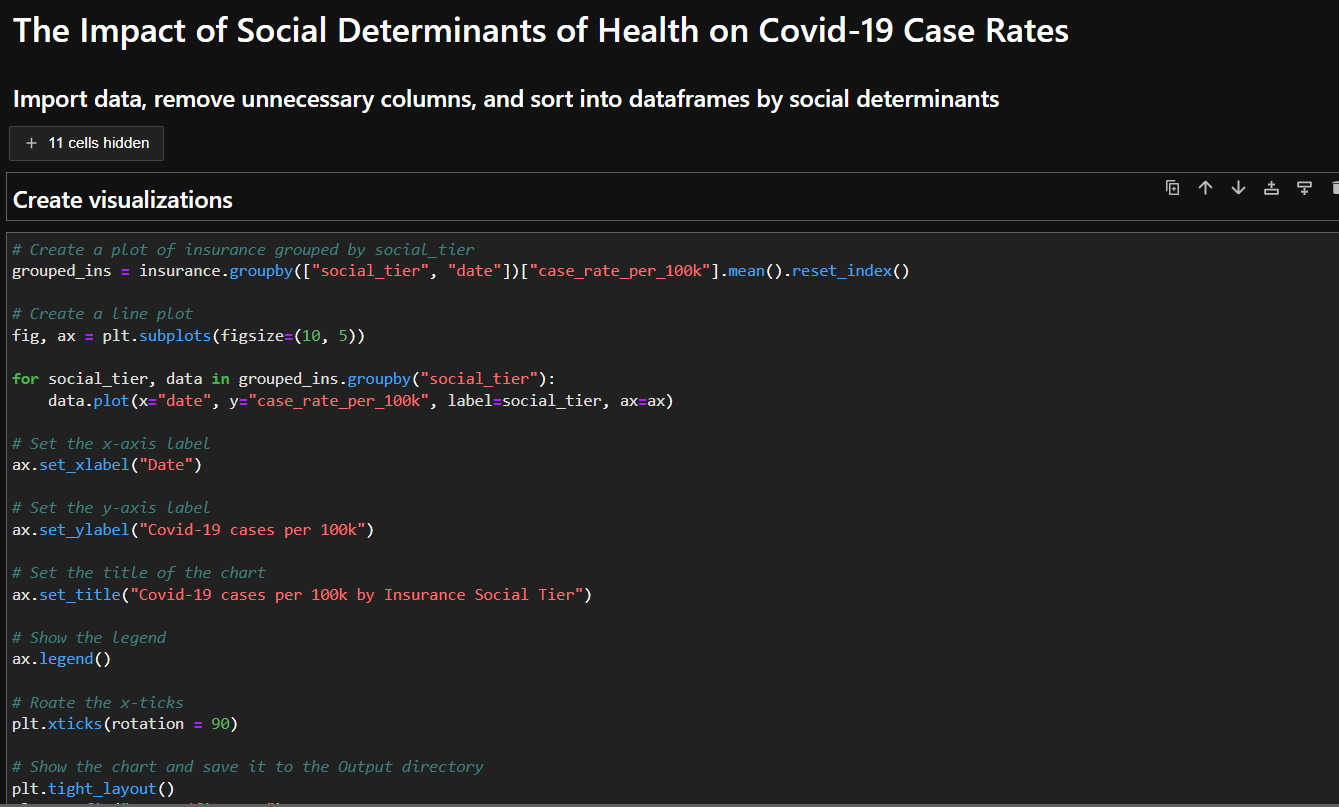 The Impact of Social Determinants of Health on Covid-19 Case Rates
Import data, remove unnecessary columns, and sort into dataframes by social determinants
+ 11 cells hidden
Create visualizations
# Create a plot of insurance grouped by social_tier
grouped_ins = insurance.groupby(["social_tier", "date"])["case_rate_per_100k"].mean().reset_index()
# Create a line plot
fig, ax = plt.subplots(figsize=(10, 5))
for social_tier, data in grouped_ins.groupby("social_tier"):
    data.plot(x="date", y="case_rate_per_100k", label=social_tier, ax=ax)
# Set the x-axis label
ax.set_xlabel("Date")
# Set the y-axis label
ax.set_ylabel("Covid-19 cases per 100k")
# Set the title of the chart
ax.set_title("Covid-19 cases per 100k by Insurance Social Tier")
# Show the legend
ax.legend()
# Roate the x-ticks
plt.xticks(rotation = 90)
# Show the chart and save it to the Output directory
plt.tight_layout()